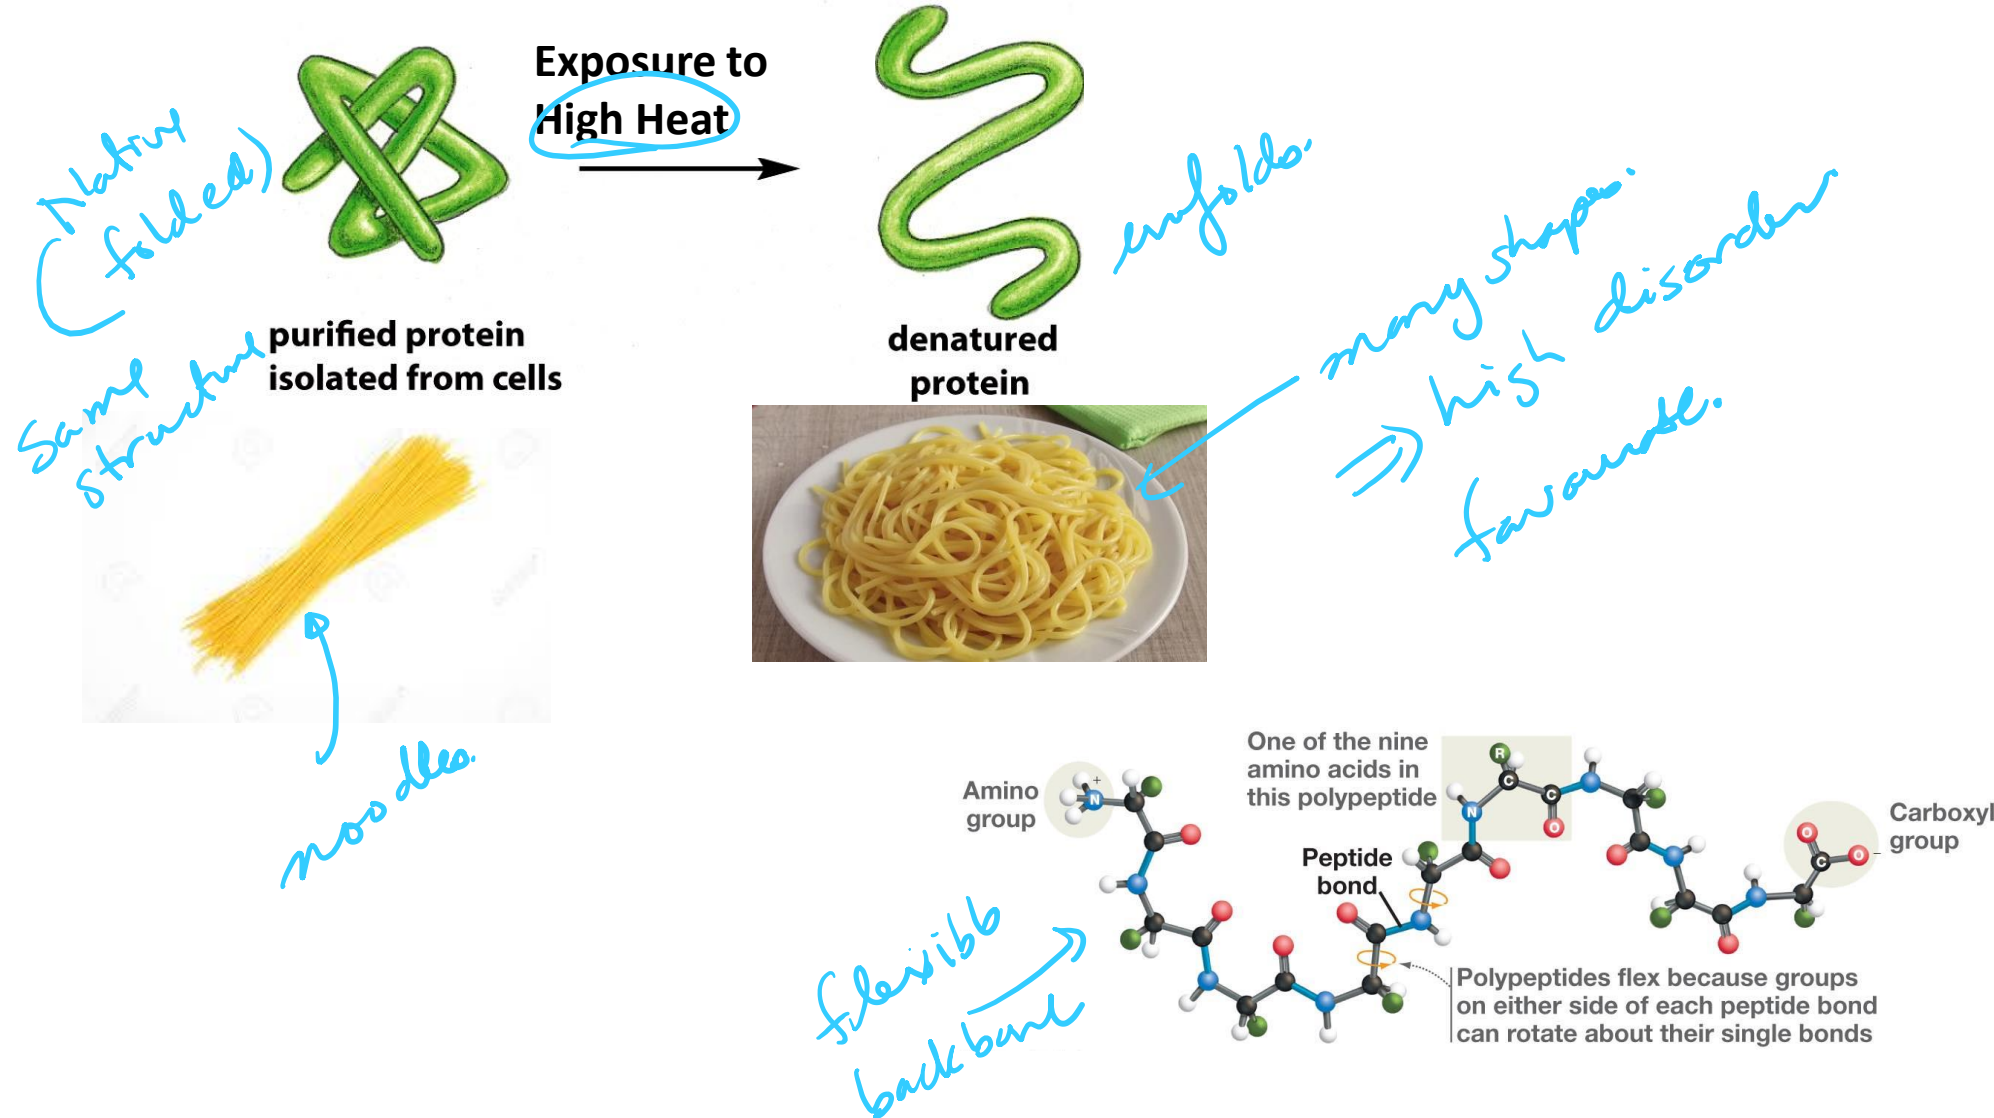 Exposure to
High Heat
Native
(folded)
unfolds.
many shapes.
⇒ high disorder
favourable.
purified protein
isolated from cells
denatured
protein
Same
structure
noodles.
One of the nine
amino acids in
this polypeptide
Amino
group
Carboxyl
group
Peptide
bond
R
N
+
C
C
N
O
O
C
O
-
flexible
backbone
Polypeptides flex because groups
on either side of each peptide bond
can rotate about their single bonds